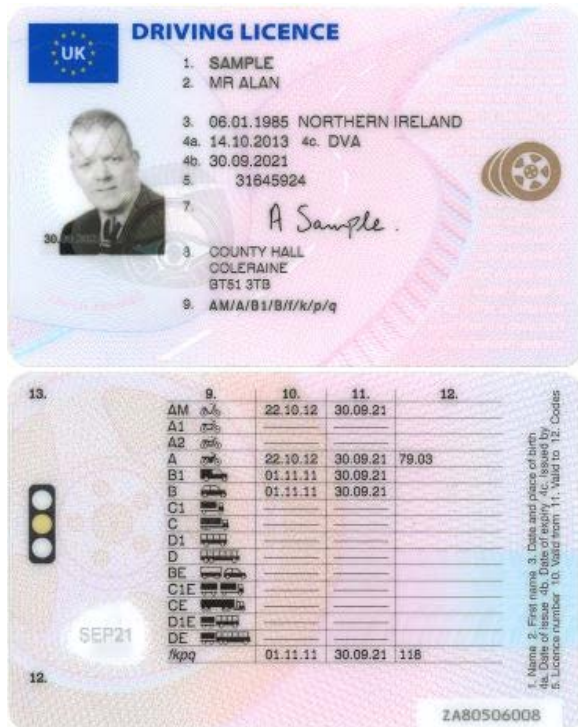 UK
DRIVING LICENCE
1. SAMPLE
2. MR ALAN
3. 06.01.1985 NORTHERN IRELAND
4a. 14.10.2013 4c. DVA
4b. 30.09.2021
5. 31645924
7. A Sample.
8. COUNTY HALL
COLERAINE
BT51 3TB
9. AM/A/B1/B/f/k/p/q
13. 9. 10. 11. 12.
AM 22.10.12 30.09.21
A1
A2
A 22.10.12 30.09.21 79.03
B1 01.11.11 30.09.21
B 01.11.11 30.09.21
C1
C
D1
D
BE
C1E
CE
D1E
DE
fkpq 01.11.11 30.09.21 118
SEP21
12.
1. Name 2. First name 3. Date and place of birth
4a. Date of issue 4b. Date of expiry 4c. Issued by
5. Licence number 10. Valid from 11. Valid to 12. Codes
ZA80506008